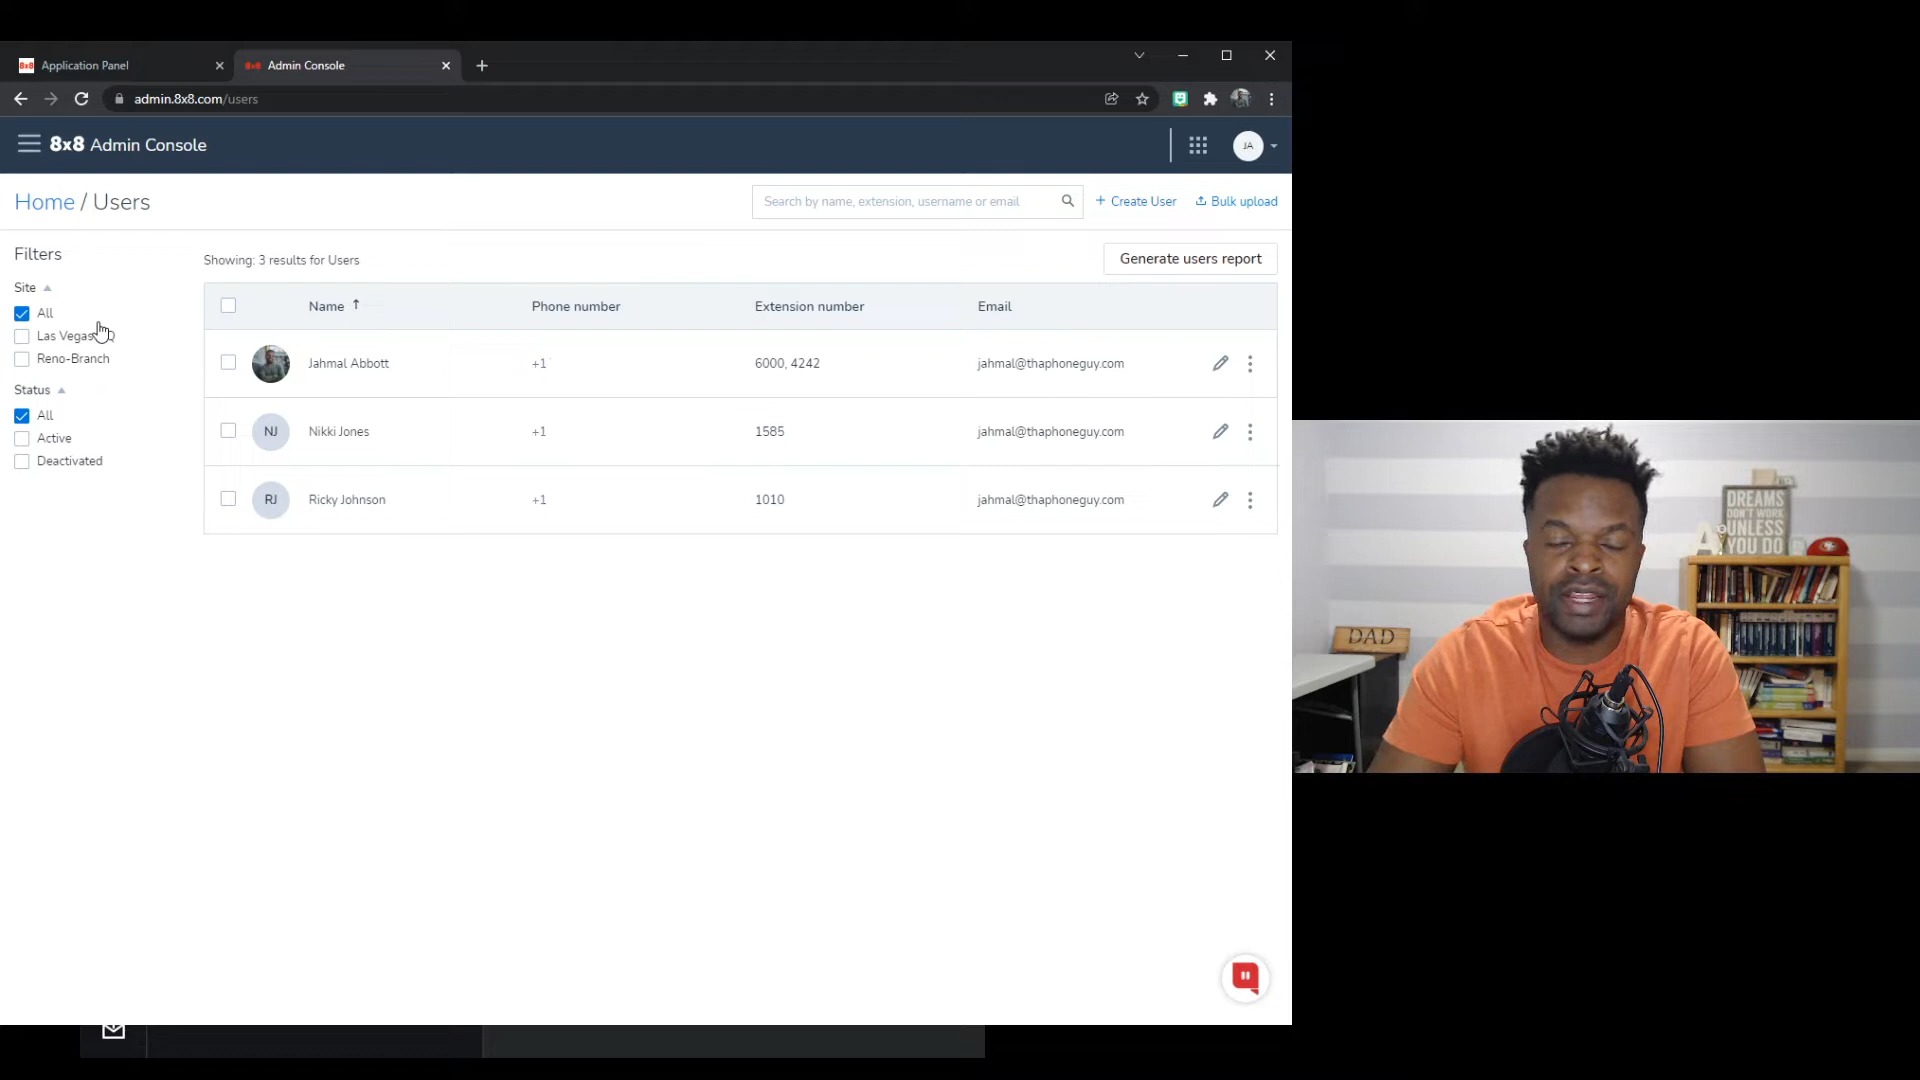 Application Panel
Admin Console
admin.8x8.com/users
8x8 Admin Console
JA
Home / Users
Search by name, extension, username or email
+ Create User
Bulk upload
Filters
Showing: 3 results for Users
Generate users report
Site
All
Las Vegas
Reno-Branch
Status
All
Active
Deactivated
Name ↑ Phone number Extension number Email
Jahmal Abbott +1 6000, 4242 jahmal@thaphoneguy.com
NJ Nikki Jones +1 1585 jahmal@thaphoneguy.com
RJ Ricky Johnson +1 1010 jahmal@thaphoneguy.com
DREAMS
DON'T WORK
UNLESS
YOU DO
A
DAD